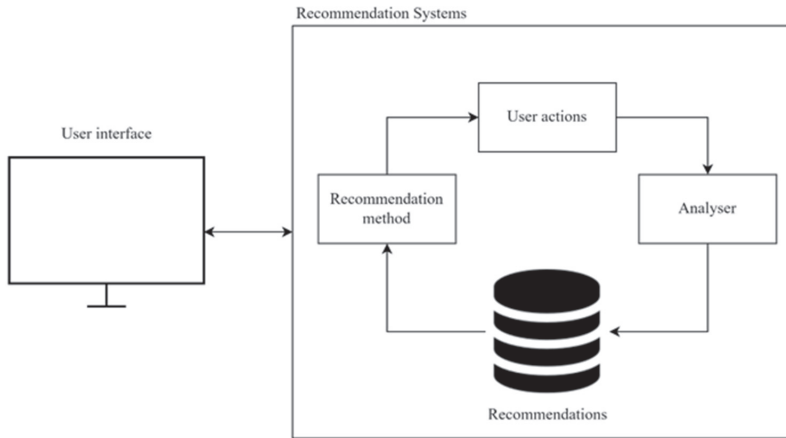 Recommendation Systems
User interface
User actions
Recommendation
method
Analyser
Recommendations